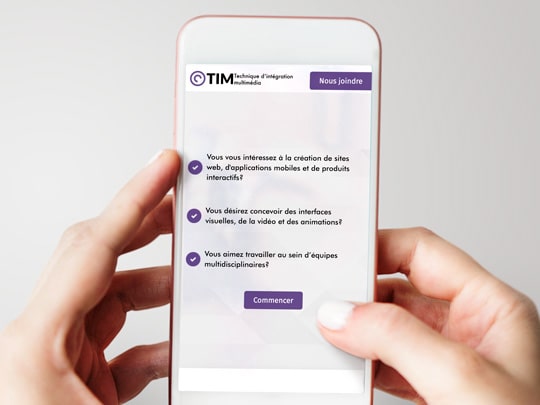 TIM
Technique d'intégration
multimédia
Nous joindre
Vous vous intéressez à la création de sites
web, d'applications mobiles et de produits
interactifs?
Vous désirez concevoir des interfaces
visuelles, de la vidéo et des animations?
Vous aimez travailler au sein d'équipes
multidisciplinaires?
Commencer